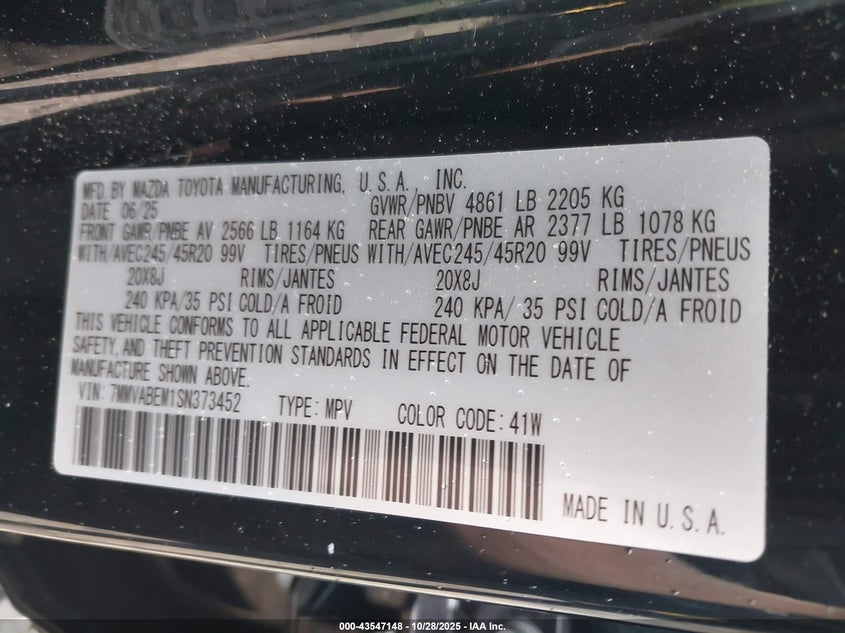 MFD BY MAZDA TOYOTA MANUFACTURING, U.S.A., INC.
DATE 06/25 GVWR/PNBV 4861 LB 2205 KG
FRONT GAWR/PNBE AV 2566 LB 1164 KG REAR GAWR/PNBE AR 2377 LB 1078 KG
WITH/AVEC245/45R20 99V TIRES/PNEUS WITH/AVEC245/45R20 99V TIRES/PNEUS
20X8J RIMS/JANTES 20X8J RIMS/JANTES
240 KPA/35 PSI COLD/A FROID 240 KPA/ 35 PSI COLD/A FROID
THIS VEHICLE CONFORMS TO ALL APPLICABLE FEDERAL MOTOR VEHICLE
SAFETY, AND THEFT PREVENTION STANDARDS IN EFFECT ON THE DATE OF
MANUFACTURE SHOWN ABOVE.
VIN: 7MMVABEM1SN373452 TYPE: MPV COLOR CODE: 41W
MADE IN U.S.A.
000-43547148 - 10/28/2025 - IAA Inc.